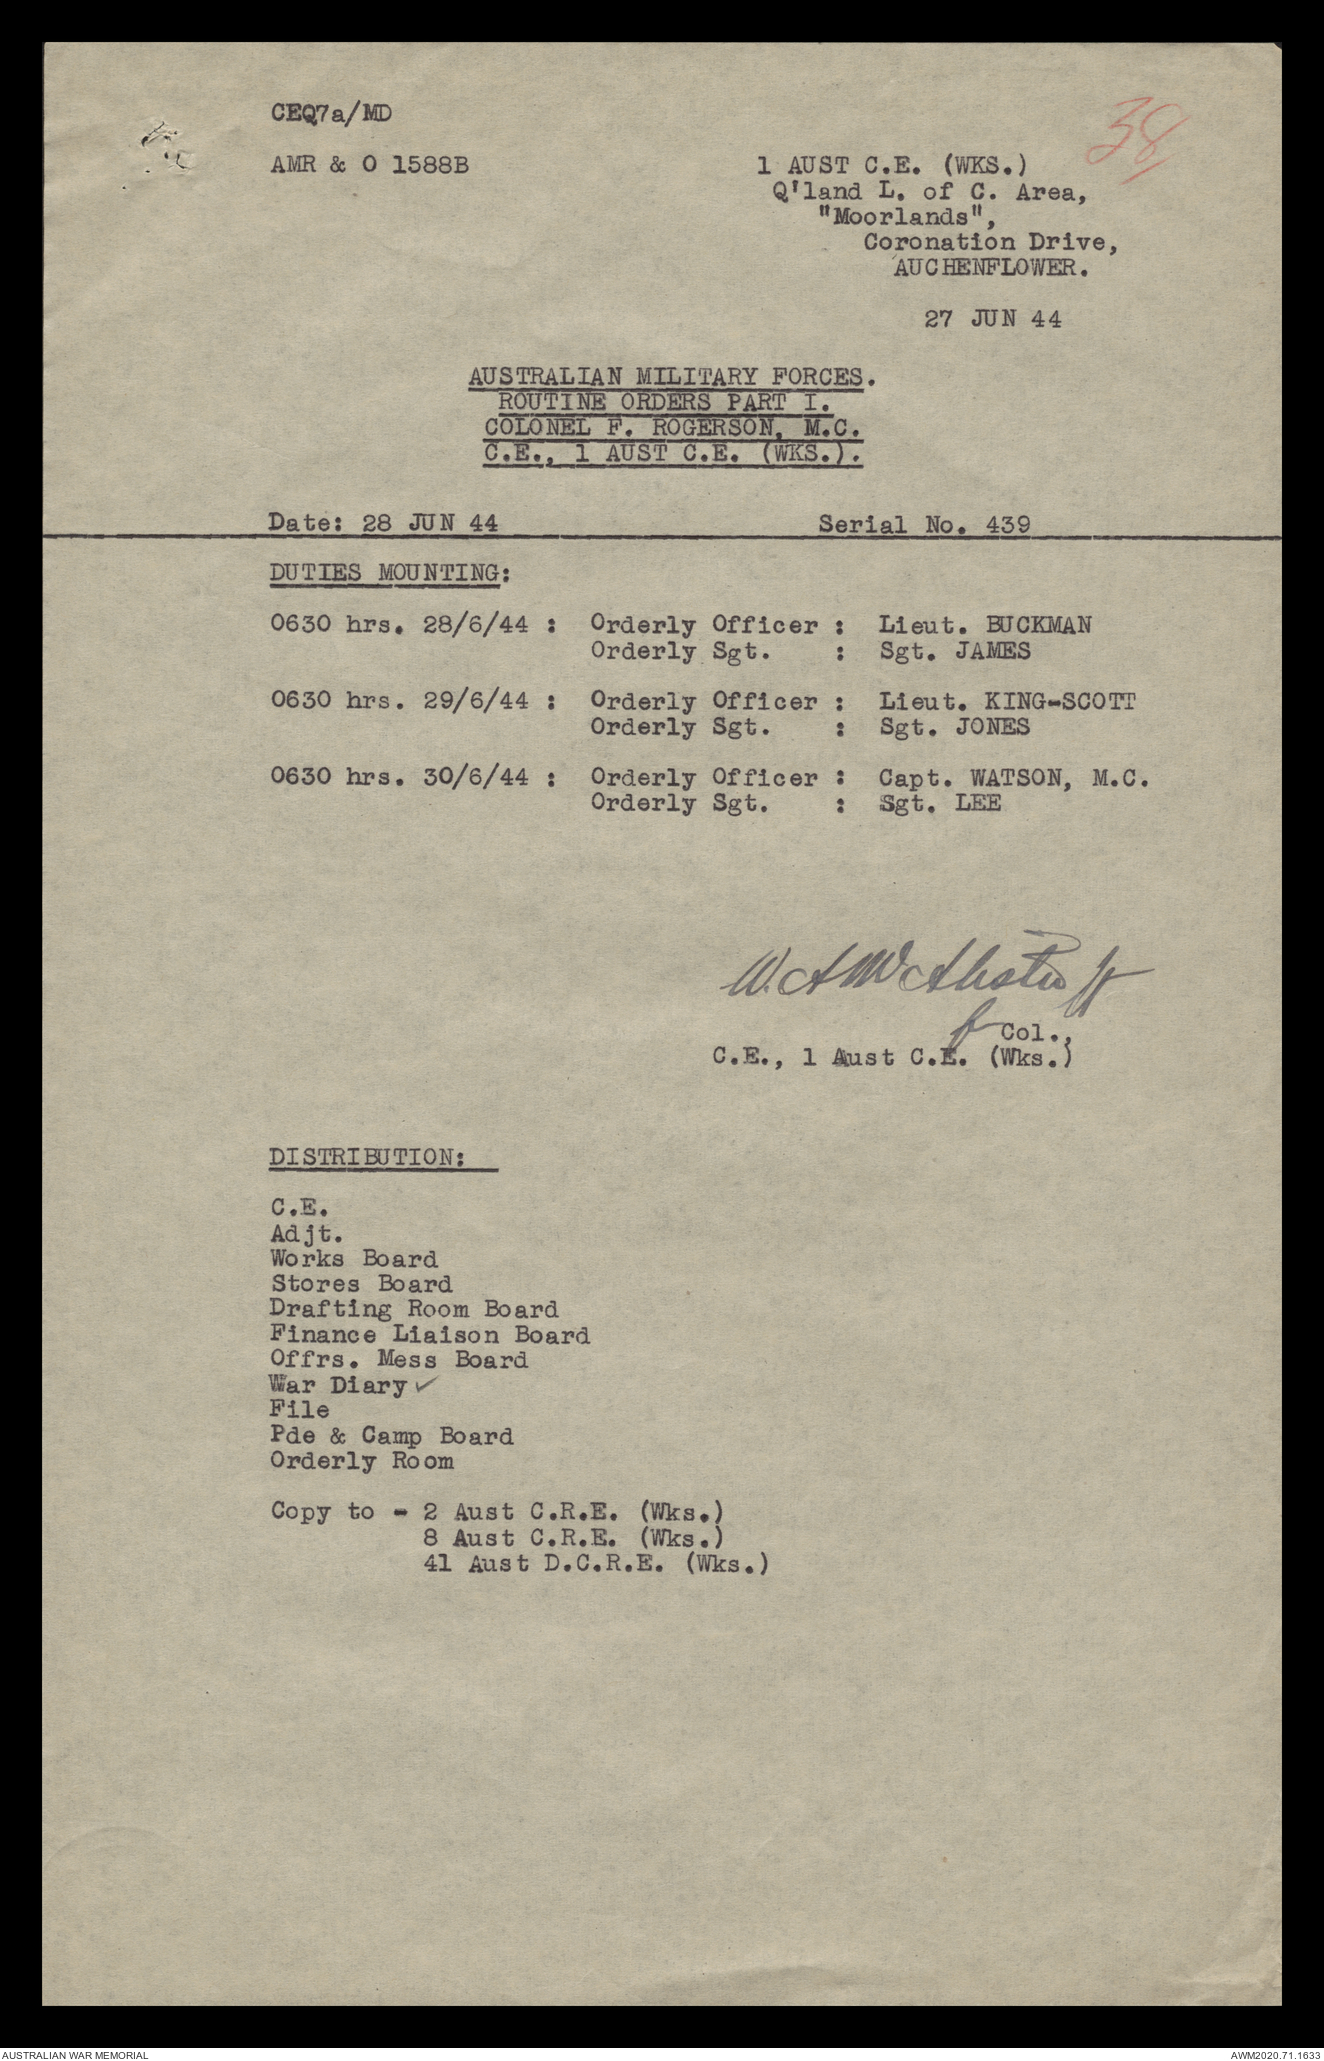 CEQ7a/MD
38
AMR & O 1588B
1 AUST C.E. (WKS.)
Q'land L. of C. Area,
"Moorlands",
Coronation Drive,
AUCHENFLOWER.
27 JUN 44
AUSTRALIAN MILITARY FORCES.
ROUTINE ORDERS PART I.
COLONEL F. ROGERSON, M.C.
C.E., 1 AUST C.E. (WKS.).
Date: 28 JUN 44 Serial No. 439
DUTIES MOUNTING:
0630 hrs. 28/6/44 : Orderly Officer : Lieut. BUCKMAN
Orderly Sgt. : Sgt. JAMES
0630 hrs. 29/6/44 : Orderly Officer : Lieut. KING-SCOTT
Orderly Sgt. : Sgt. JONES
0630 hrs. 30/6/44 : Orderly Officer : Capt. WATSON, M.C.
Orderly Sgt. : Sgt. LEE
W. A
Col.,
C.E., 1 Aust C.E. (Wks.)
DISTRIBUTION:
C.E.
Adjt.
Works Board
Stores Board
Drafting Room Board
Finance Liaison Board
Offrs. Mess Board
War Diary ✓
File
Pde & Camp Board
Orderly Room
Copy to - 2 Aust C.R.E. (Wks.)
8 Aust C.R.E. (Wks.)
41 Aust D.C.R.E. (Wks.)
AUSTRALIAN WAR MEMORIAL
AWM2020.71.1633